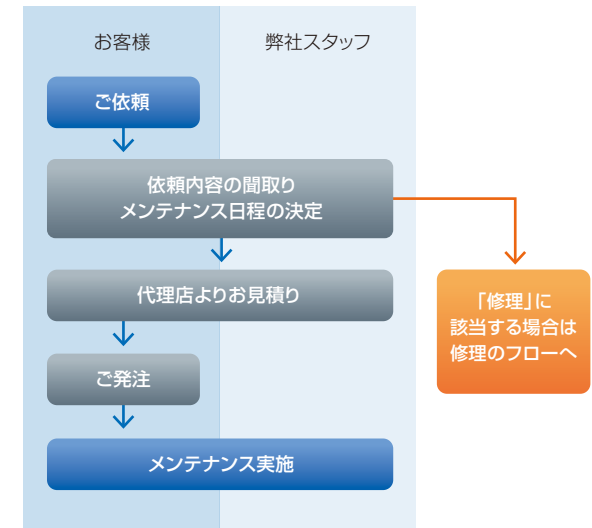 お客様
弊社スタッフ
ご依頼
依頼内容の聞取り
メンテナンス日程の決定
代理店よりお見積り
「修理」に
該当する場合は
修理のフローへ
ご発注
メンテナンス実施